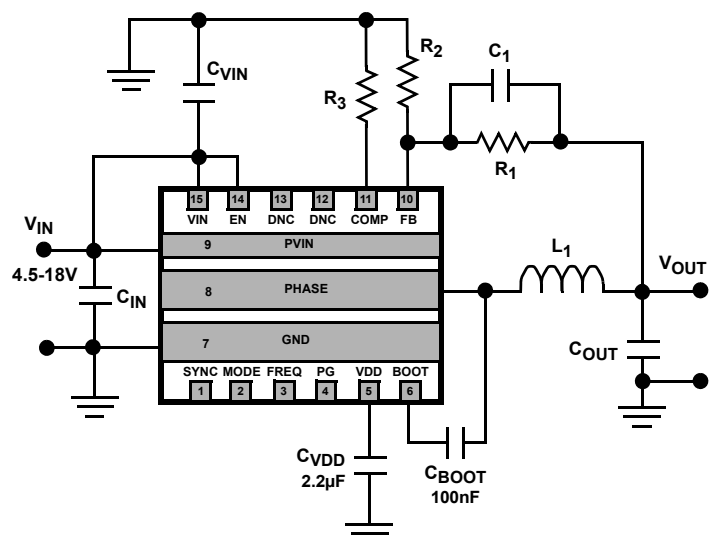 C1
R2
CVIN
R3
R1
15 14 13 12 11 10
VIN EN DNC DNC COMP FB
VIN
9 PVIN
4.5-18V
L1
VOUT
8 PHASE
CIN
7 GND
COUT
SYNC MODE FREQ PG VDD BOOT
1 2 3 4 5 6
CVDD
2.2µF
CBOOT
100nF